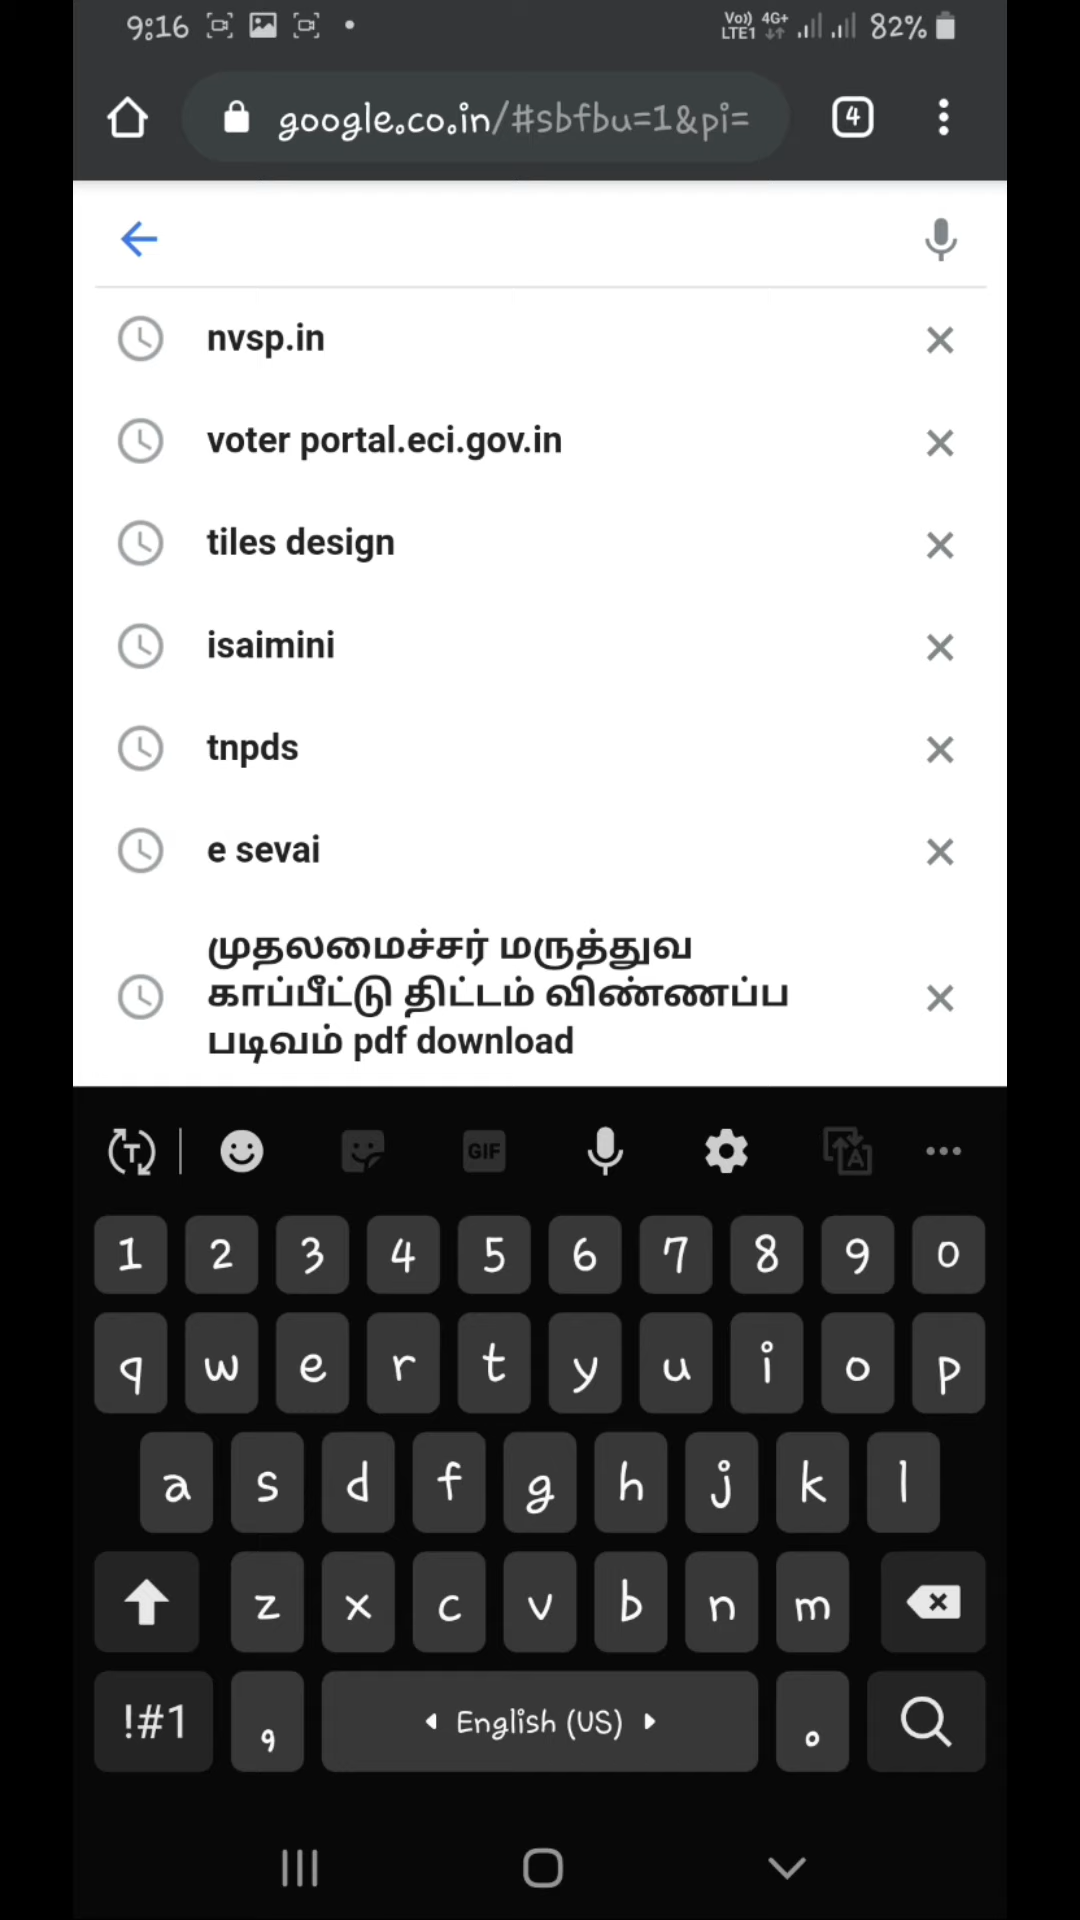 9:16
Vo)) 4G+
LTE1
82%
google.co.in/#sbfbu=1&pi=
4
nvsp.in
voter portal.eci.gov.in
tiles design
isaimini
tnpds
e sevai
முதலமைச்சர் மருத்துவ
காப்பீட்டு திட்டம் விண்ணப்ப
படிவம் pdf download
T
GIF
A
1 2 3 4 5 6 7 8 9 0
q w e r t y u i o p
a s d f g h j k l
z x c v b n m
!#1 , English (US) .